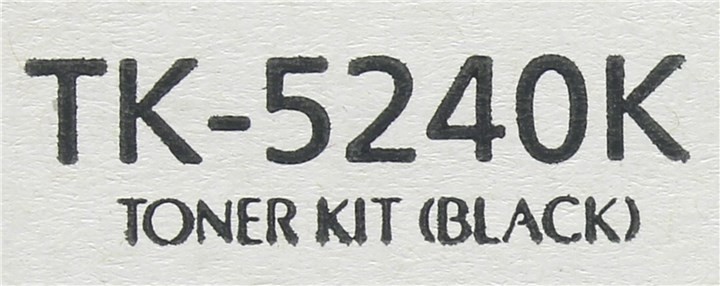 TK-5240K
TONER KIT (BLACK)